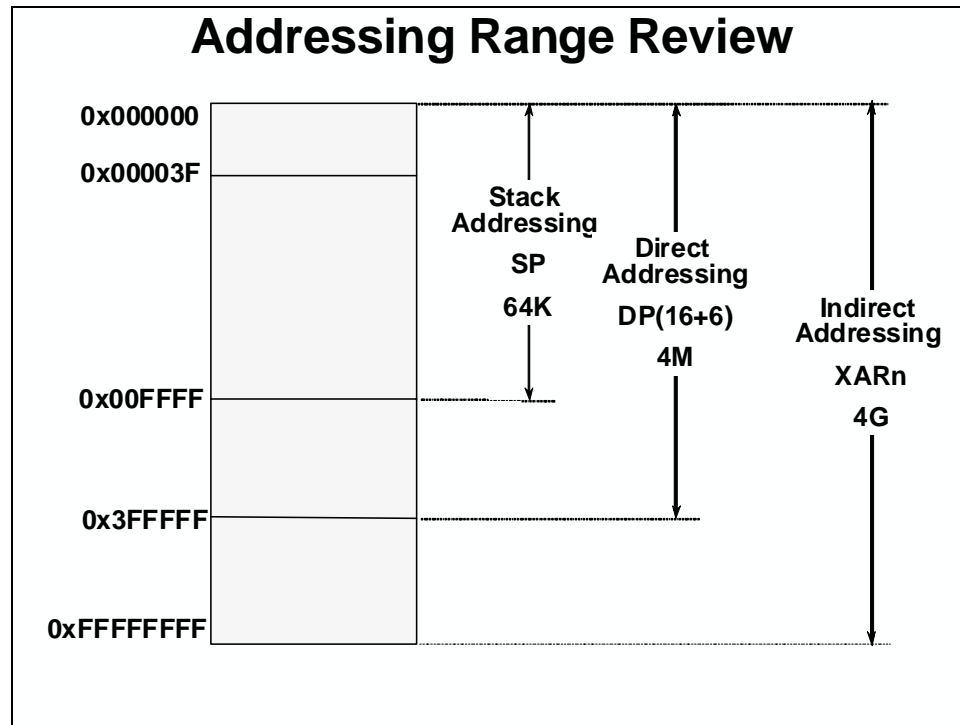 Addressing Range Review
0x000000
0x00003F
0x00FFFF
0x3FFFFF
0xFFFFFFFF
Stack
Addressing
SP
64K
Direct
Addressing
DP(16+6)
4M
Indirect
Addressing
XARn
4G